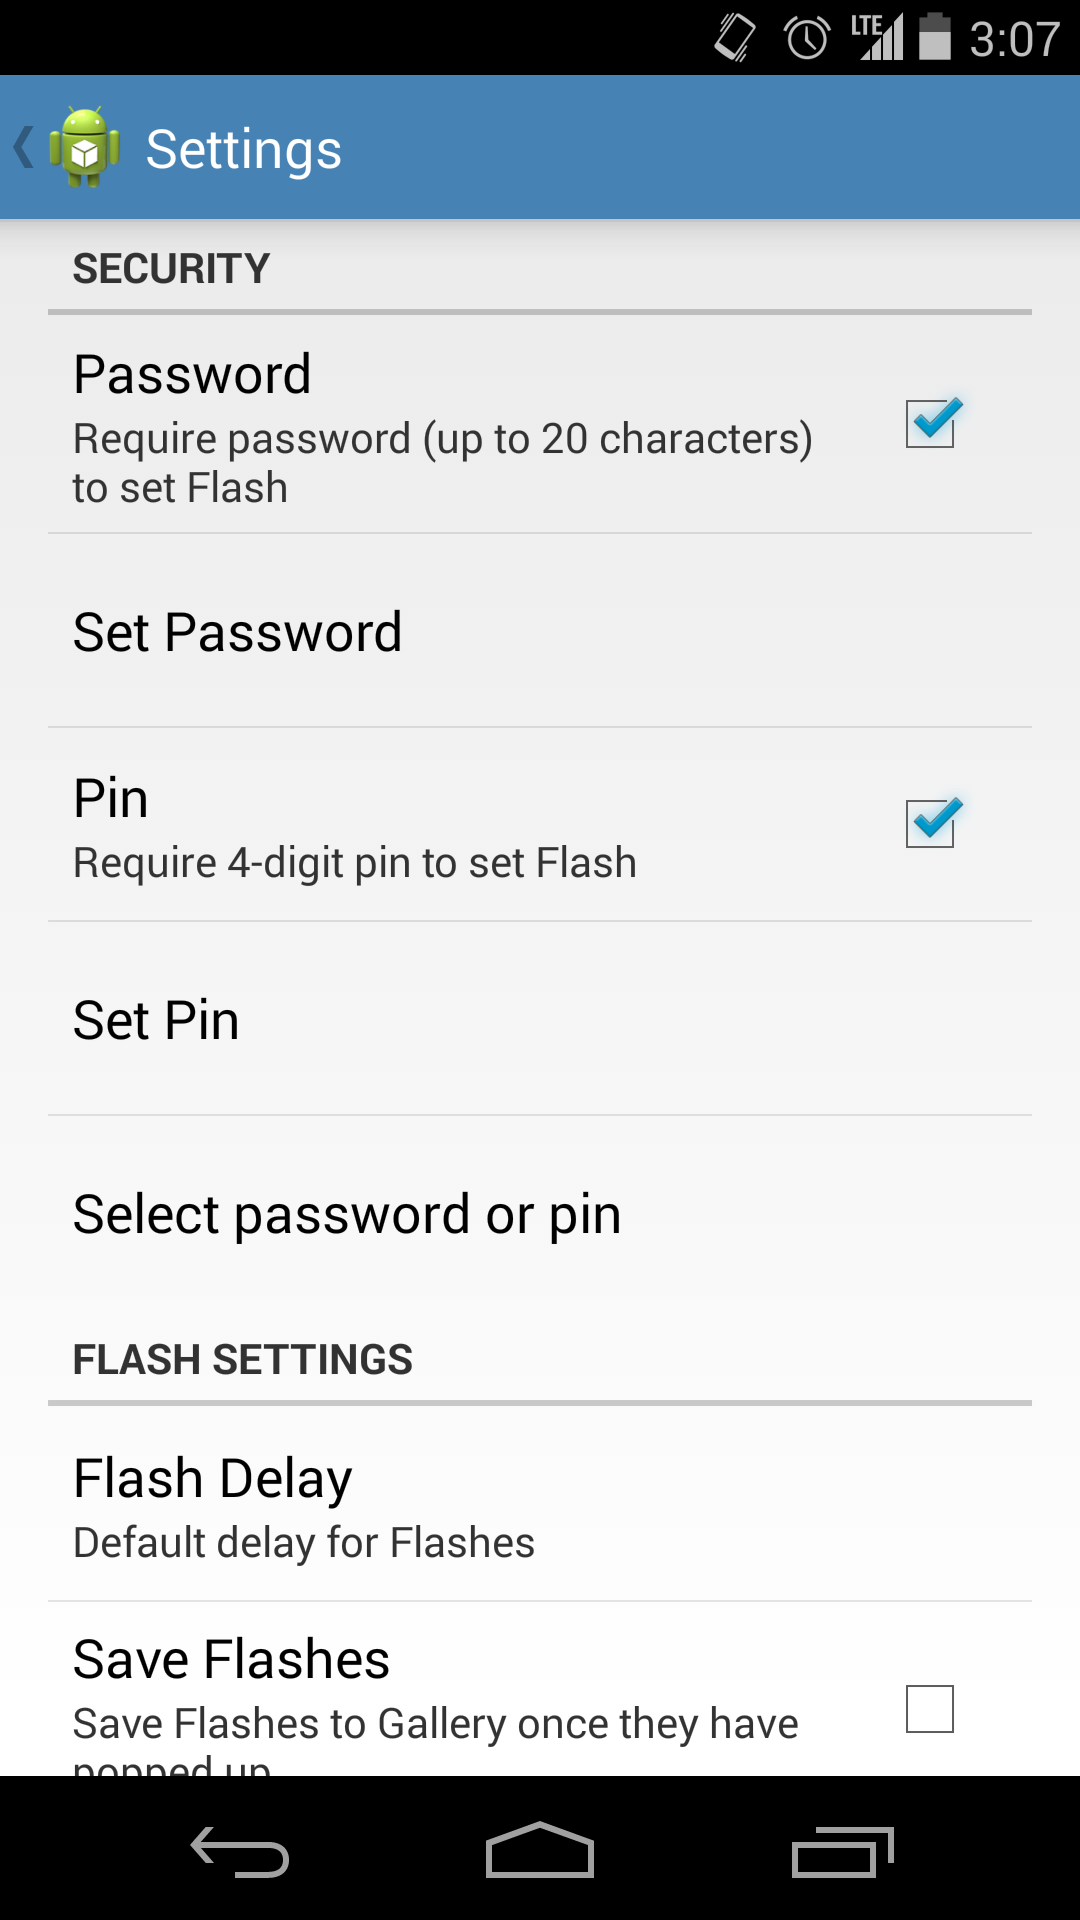 LTE 3:07
Settings
SECURITY
Password
Require password (up to 20 characters)
to set Flash
Set Password
Pin
Require 4-digit pin to set Flash
Set Pin
Select password or pin
FLASH SETTINGS
Flash Delay
Default delay for Flashes
Save Flashes
Save Flashes to Gallery once they have
popped up